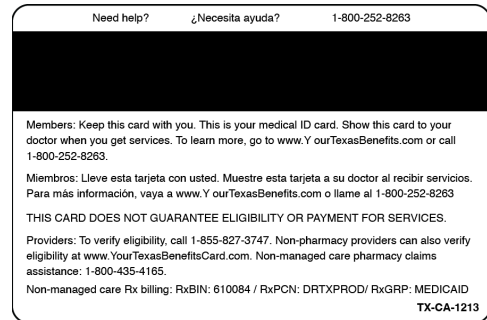 Need help? ¿Necesita ayuda? 1-800-252-8263
Members: Keep this card with you. This is your medical ID card. Show this card to your
doctor when you get services. To learn more, go to www.Y ourTexasBenefits.com or call
1-800-252-8263.
Miembros: Lleve esta tarjeta con usted. Muestre esta tarjeta a su doctor al recibir servicios.
Para más información, vaya a www.Y ourTexasBenefits.com o llame al 1-800-252-8263
THIS CARD DOES NOT GUARANTEE ELIGIBILITY OR PAYMENT FOR SERVICES.
Providers: To verify eligibility, call 1-855-827-3747. Non-pharmacy providers can also verify
eligibility at www.YourTexasBenefitsCard.com. Non-managed care pharmacy claims
assistance: 1-800-435-4165.
Non-managed care Rx billing: RxBIN: 610084 / RxPCN: DRTXPROD/ RxGRP: MEDICAID
TX-CA-1213